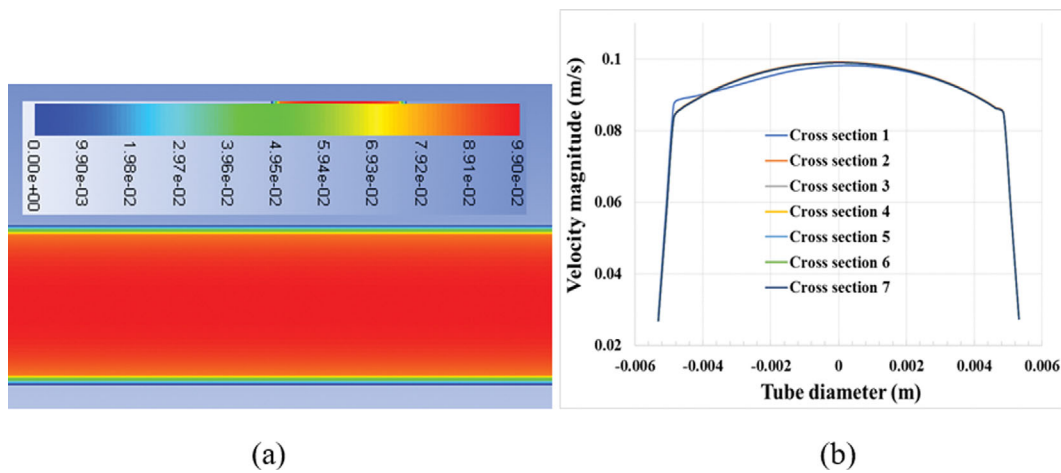 0.00e+00
9.90e-03
1.98e-02
2.97e-02
3.96e-02
4.95e-02
5.94e-02
6.93e-02
7.92e-02
8.91e-02
9.90e-02
(a)
Velocity magnitude (m/s)
0.1
0.08
0.06
0.04
0.02
Cross section 1
Cross section 2
Cross section 3
Cross section 4
Cross section 5
Cross section 6
Cross section 7
-0.006 -0.004 -0.002 0 0.002 0.004 0.006
Tube diameter (m)
(b)